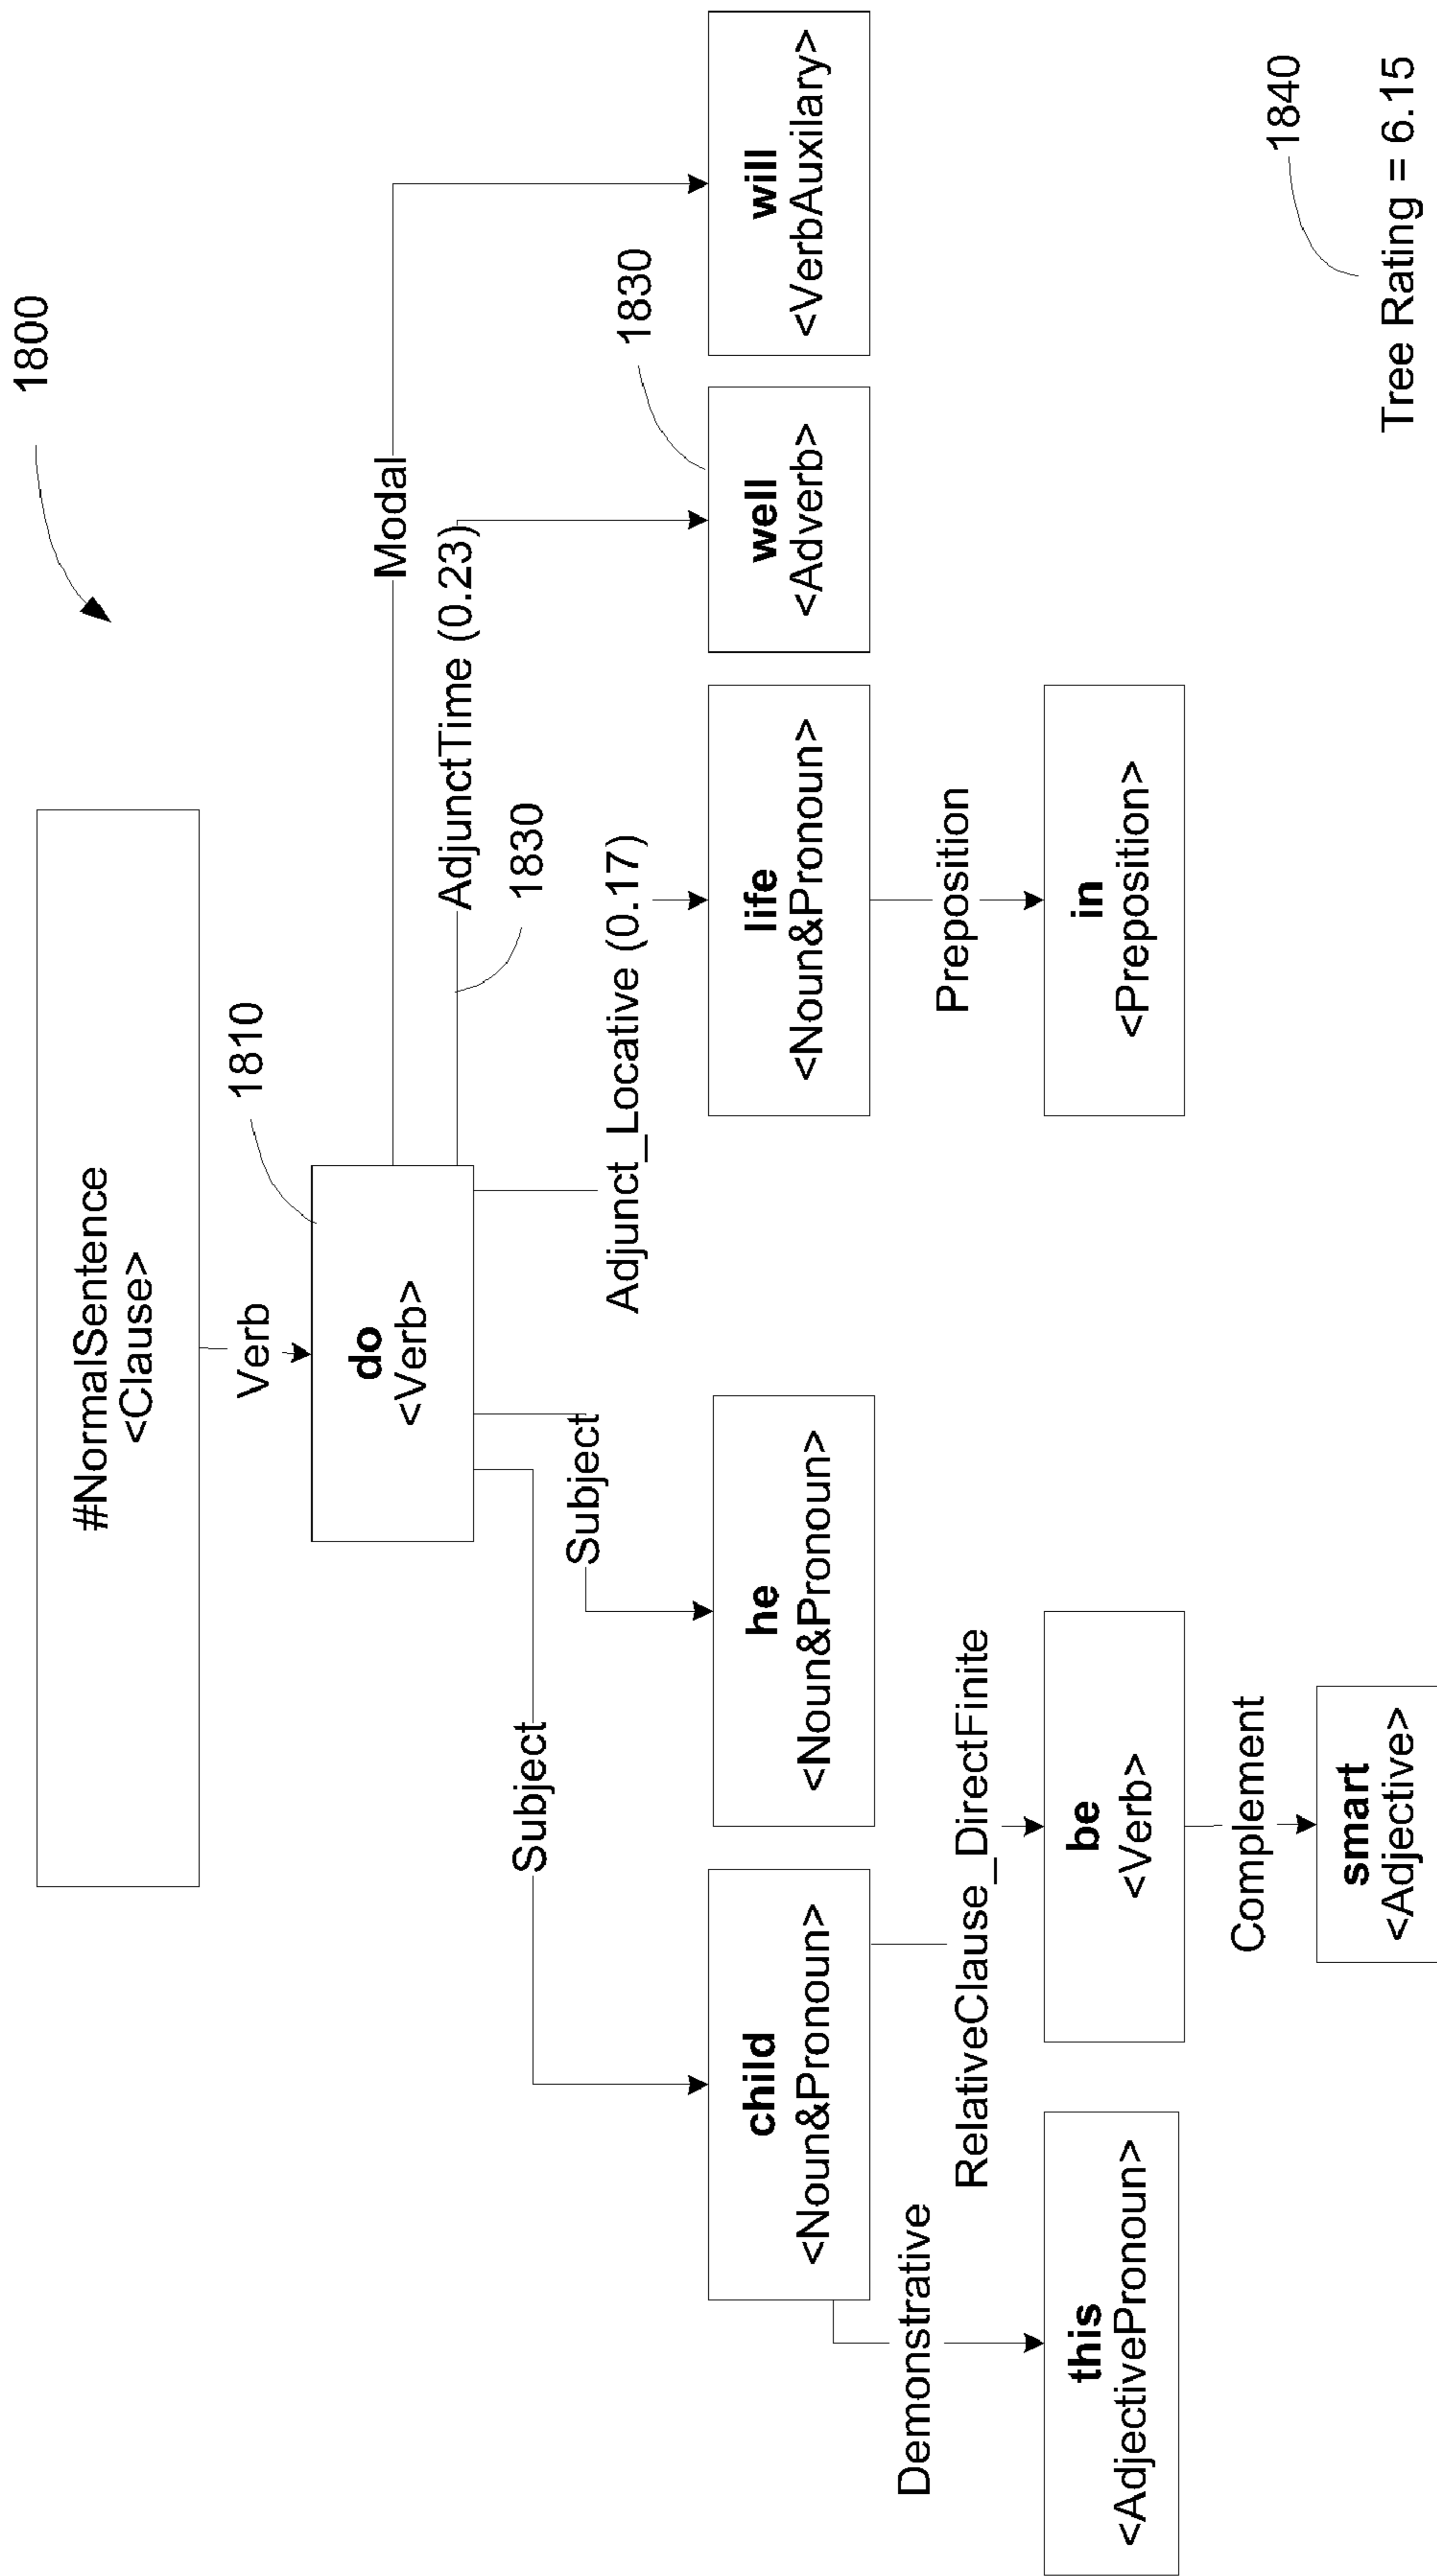 1800
#NormalSentence
<Clause>
Verb
1810
do
<Verb>
Modal
AdjunctTime (0.23)
1830
Subject
Subject
Adjunct_Locative (0.17)
1830
child
<Noun&Pronoun>
he
<Noun&Pronoun>
life
<Noun&Pronoun>
well
<Adverb>
will
<VerbAuxilary>
Demonstrative
RelativeClause_DirectFinite
Preposition
this
<AdjectivePronoun>
be
<Verb>
in
<Preposition>
Complement
smart
<Adjective>
1840
Tree Rating = 6.15